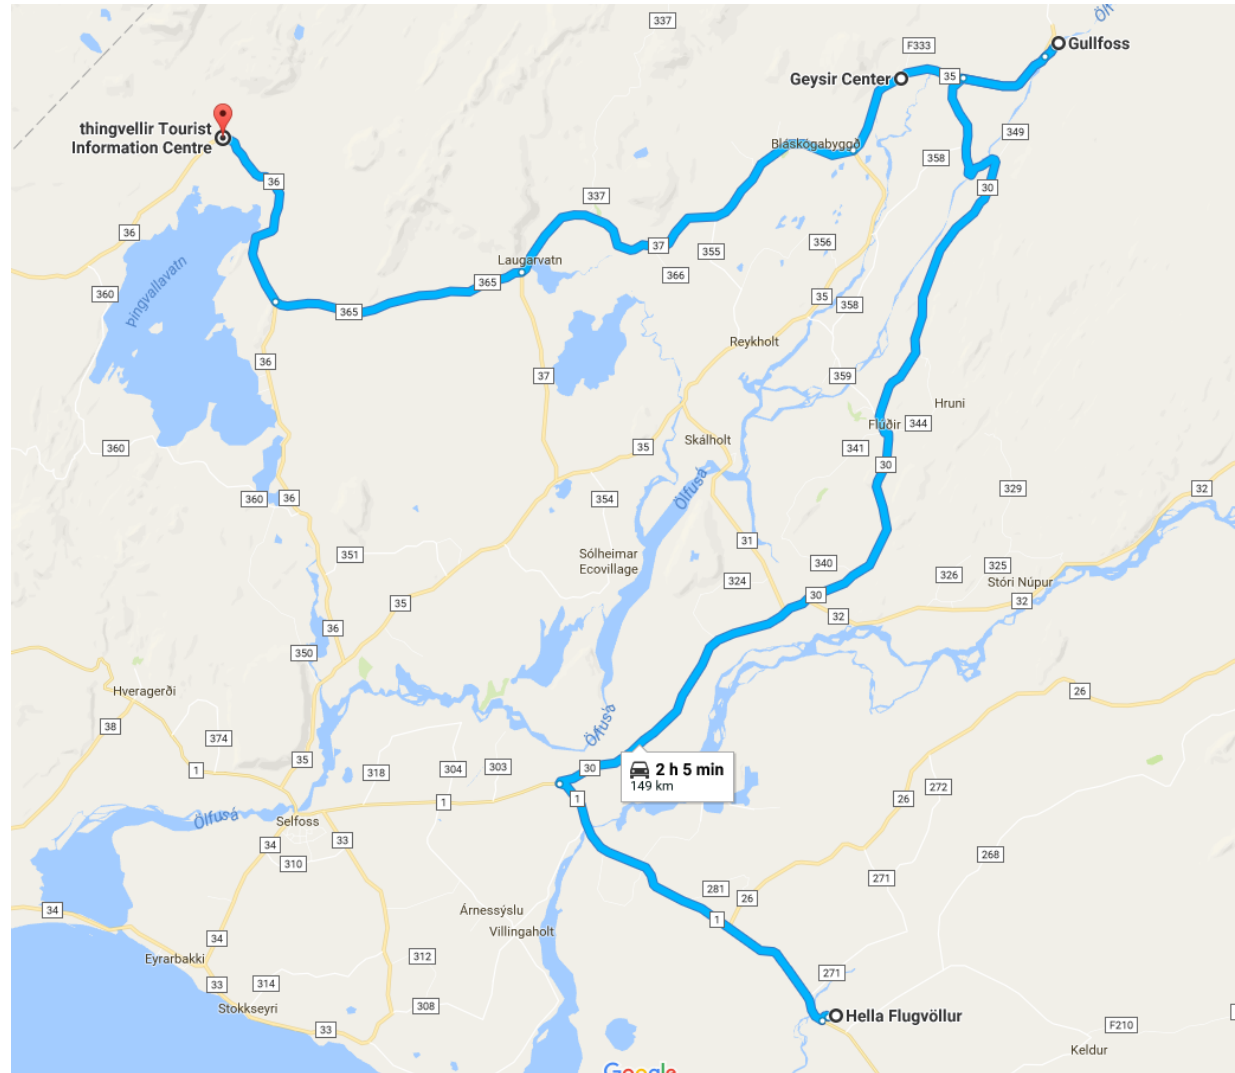 337
Öl
F333
Gullfoss
Geysir Center
35
thingvellir Tourist
Information Centre
349
Bláskógabyggð
358
36
30
337
36
356
37
355
Laugarvatn
366
365
360
Þingvallavatn
35
358
365
Reykholt
36
359
37
Hruni
Flúðir
344
Skálholt
360
35
341
30
Ölfusá
329
32
360
36
354
31
351
Sólheimar
Ecovillage
340
325
324
326
Stóri Núpur
35
30
32
32
36
350
Hveragerði
26
38
Ölfusá
374
35
1
318
304
303
30
2 h 5 min
149 km
272
1
1
26
Ölfusá
Selfoss
34
33
310
268
271
281
26
34
Árnessýslu
1
Villingaholt
34
Eyrarbakki
312
271
33
314
Stokkseyri
308
Hella Flugvöllur
33
F210
Keldur
Google